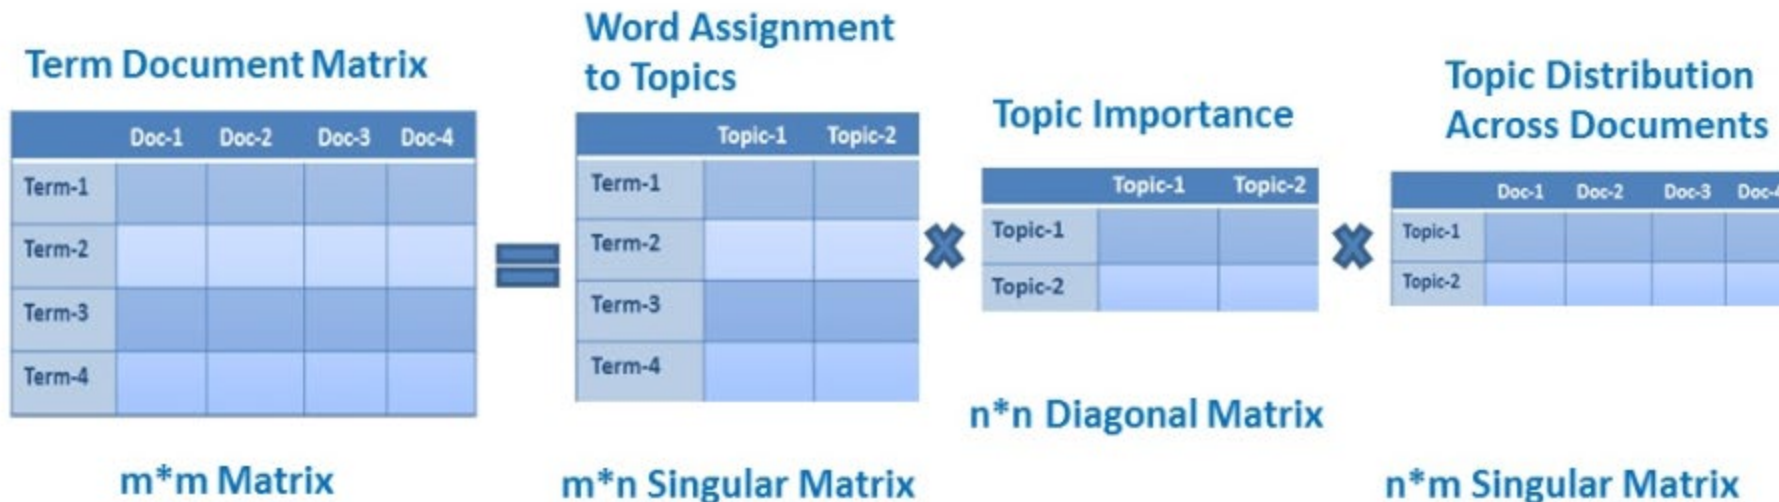 Term Document Matrix
Doc-1 Doc-2 Doc-3 Doc-4
Term-1
Term-2
Term-3
Term-4
m*m Matrix
Word Assignment
to Topics
Topic-1 Topic-2
Term-1
Term-2
Term-3
Term-4
m*n Singular Matrix
Topic Importance
Topic-1 Topic-2
Topic-1
Topic-2
n*n Diagonal Matrix
Topic Distribution
Across Documents
Doc-1 Doc-2 Doc-3 Doc-4
Topic-1
Topic-2
n*m Singular Matrix